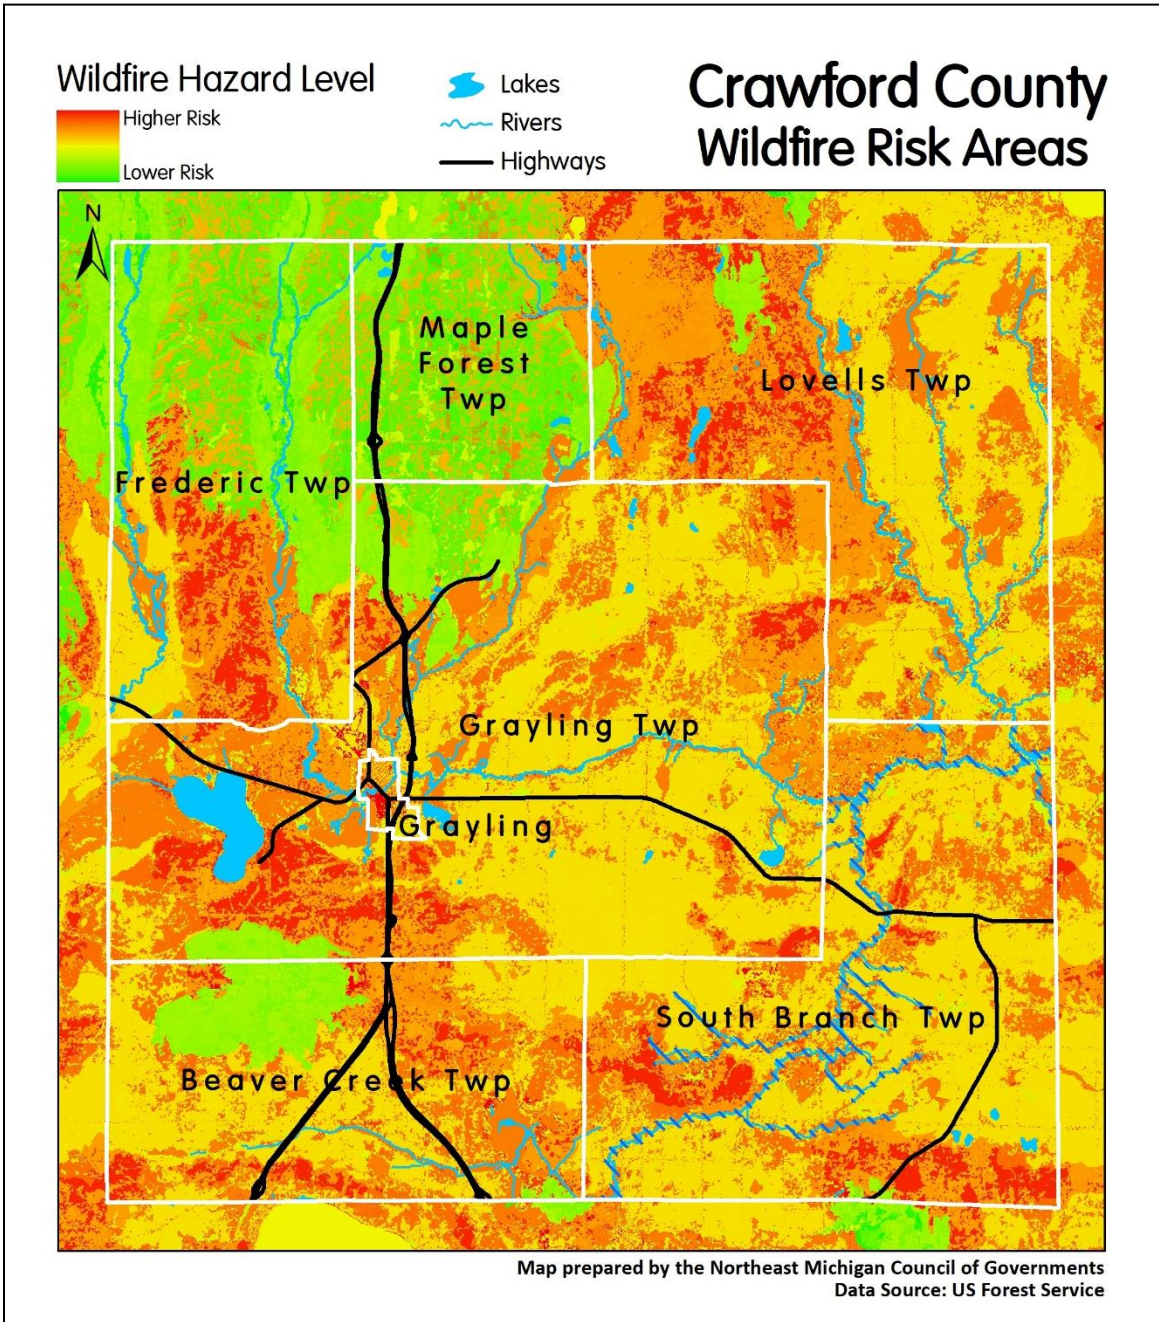 Wildfire Hazard Level
Higher Risk
Lower Risk
Lakes
Rivers
Highways
Crawford County
Wildfire Risk Areas
N
Maple
Forest
Twp
Lovells Twp
Frederic Twp
Grayling Twp
Grayling
South Branch Twp
Beaver Creek Twp
Map prepared by the Northeast Michigan Council of Governments
Data Source: US Forest Service